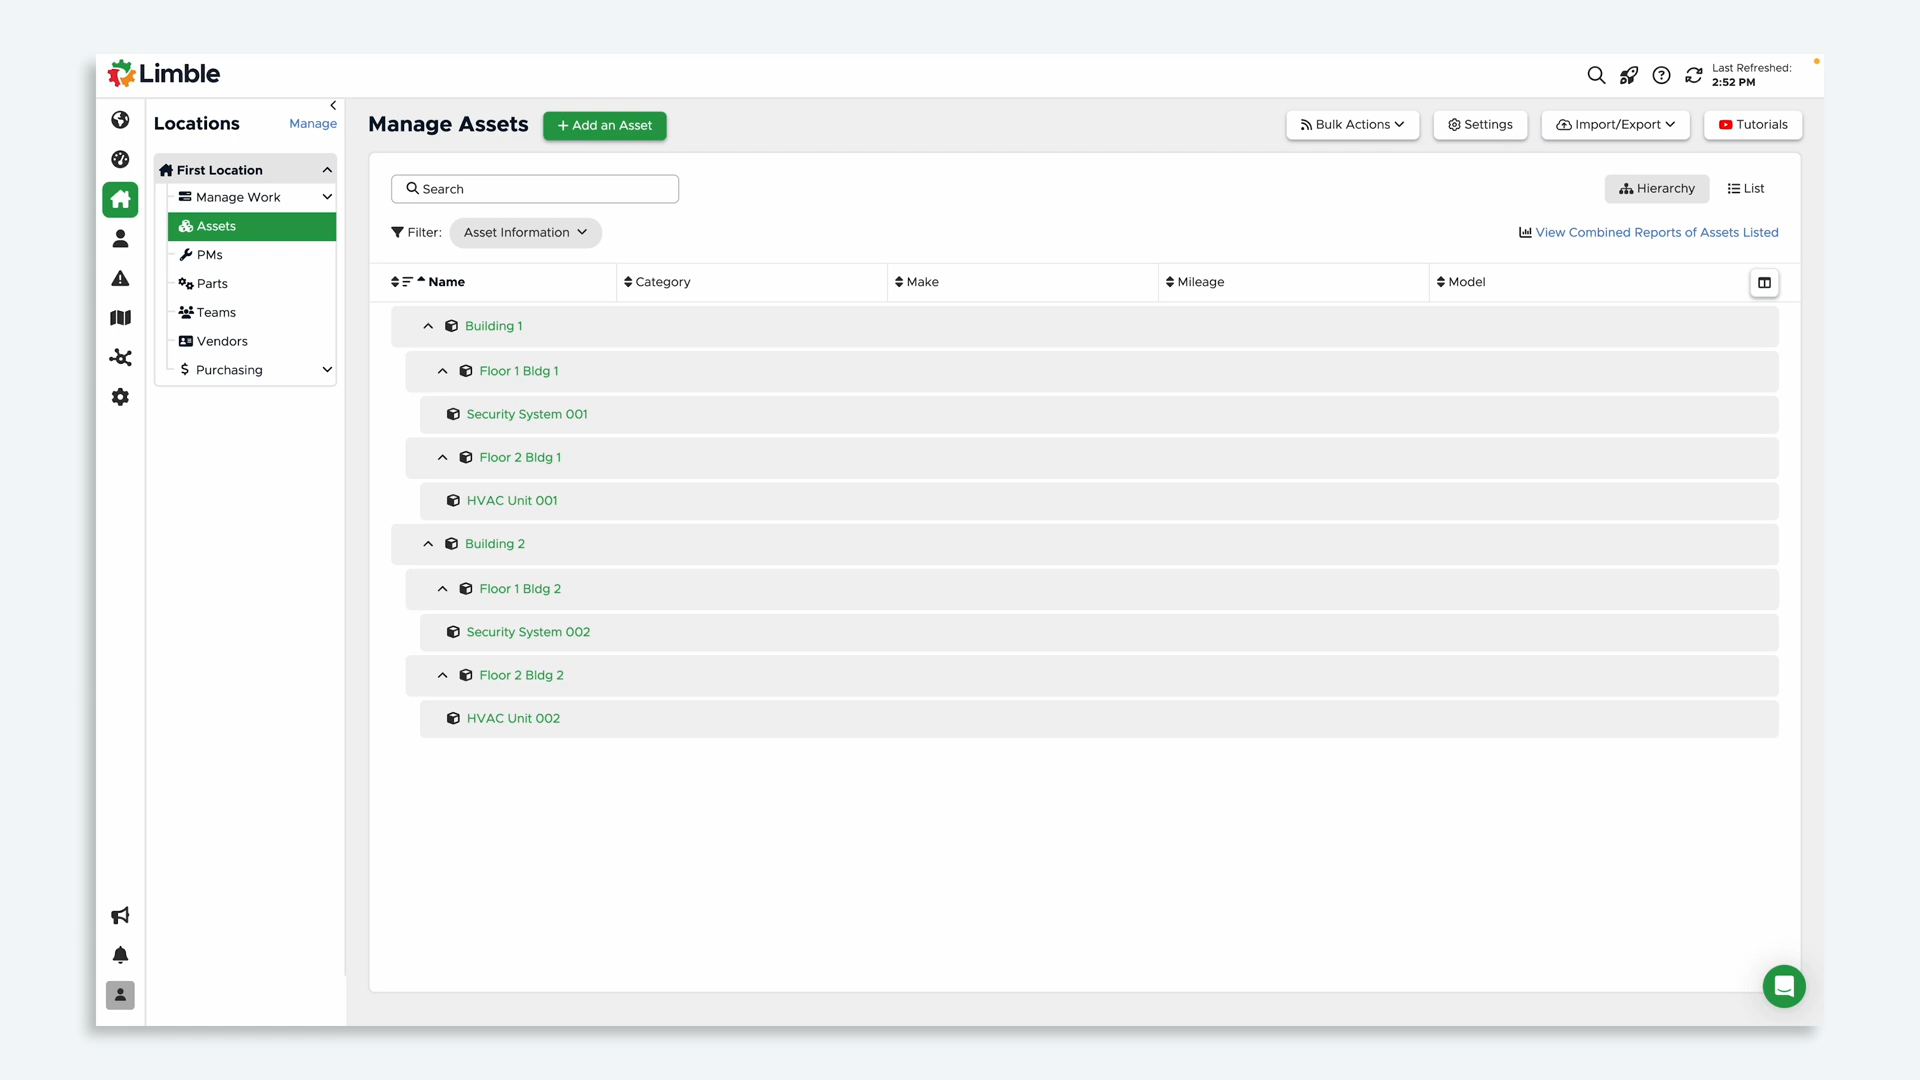 Limble
Last Refreshed:
2:52 PM
Locations
Manage
First Location
Manage Work
Assets
PMs
Parts
Teams
Vendors
Purchasing
Manage Assets
+ Add an Asset
Bulk Actions
Settings
Import/Export
Tutorials
Search
Hierarchy
List
Filter:
Asset Information
View Combined Reports of Assets Listed
Name
Category
Make
Mileage
Model
Building 1
Floor 1 Bldg 1
Security System 001
Floor 2 Bldg 1
HVAC Unit 001
Building 2
Floor 1 Bldg 2
Security System 002
Floor 2 Bldg 2
HVAC Unit 002